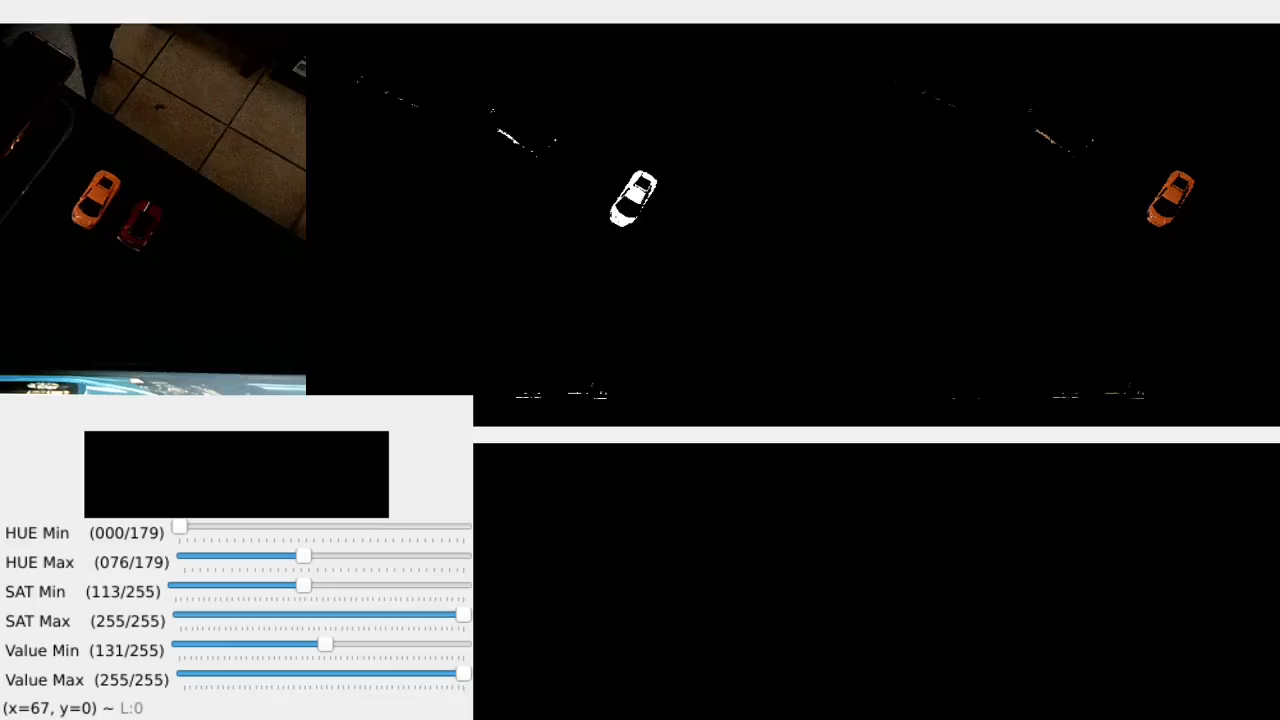 HUE Min (000/179)
HUE Max (076/179)
SAT Min (113/255)
SAT Max (255/255)
Value Min (131/255)
Value Max (255/255)
(x=67, y=0) ~ L:0